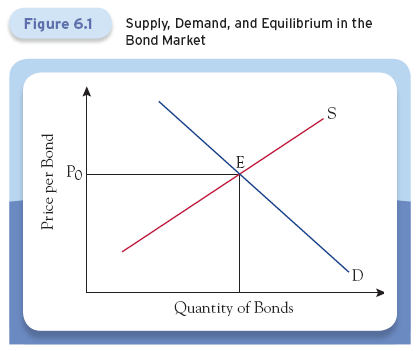 Figure 6.1
Supply, Demand, and Equilibrium in the
Bond Market
S
E
P0
Price per Bond
D
Quantity of Bonds